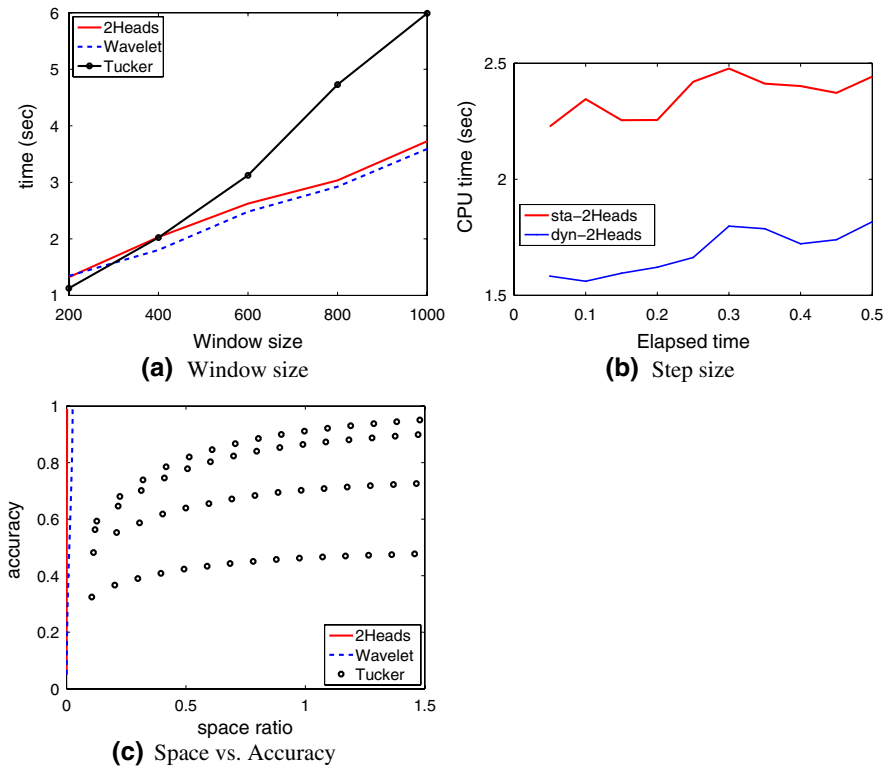 6
5
4
3
2
1
time (sec)
2Heads
Wavelet
Tucker
200 400 600 800 1000
Window size
(a) Window size
2.5
2
1.5
CPU time (sec)
sta-2Heads
dyn-2Heads
0 0.1 0.2 0.3 0.4 0.5
Elapsed time
(b) Step size
1
0.8
0.6
0.4
0.2
0
accuracy
2Heads
Wavelet
Tucker
0 0.5 1 1.5
space ratio
(c) Space vs. Accuracy